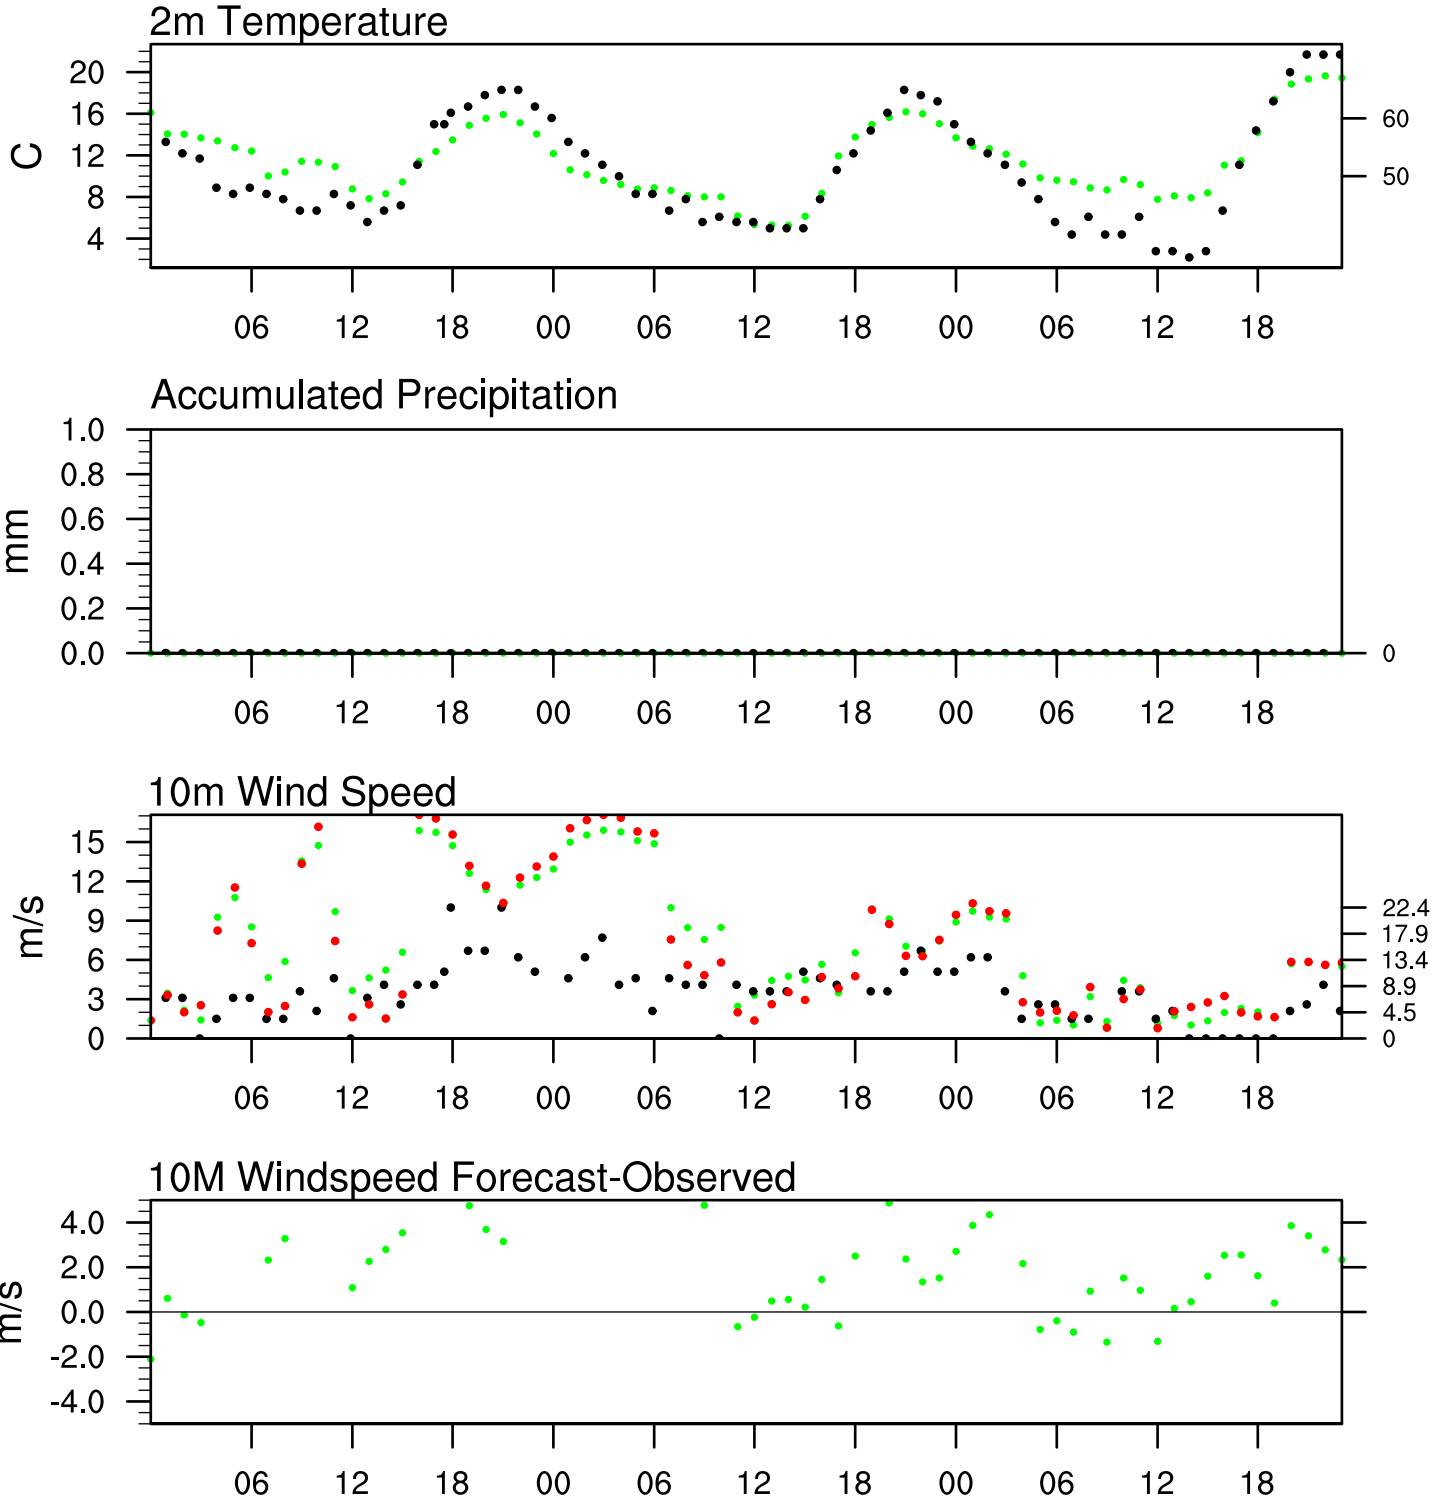 2m Temperature
C
20
16
12
8
4
60
50
06 12 18 00 06 12 18 00 06 12 18
Accumulated Precipitation
mm
1.0
0.8
0.6
0.4
0.2
0.0
0
06 12 18 00 06 12 18 00 06 12 18
10m Wind Speed
m/s
15
12
9
6
3
0
22.4
17.9
13.4
8.9
4.5
0
06 12 18 00 06 12 18 00 06 12 18
10M Windspeed Forecast-Observed
m/s
4.0
2.0
0.0
-2.0
-4.0
06 12 18 00 06 12 18 00 06 12 18